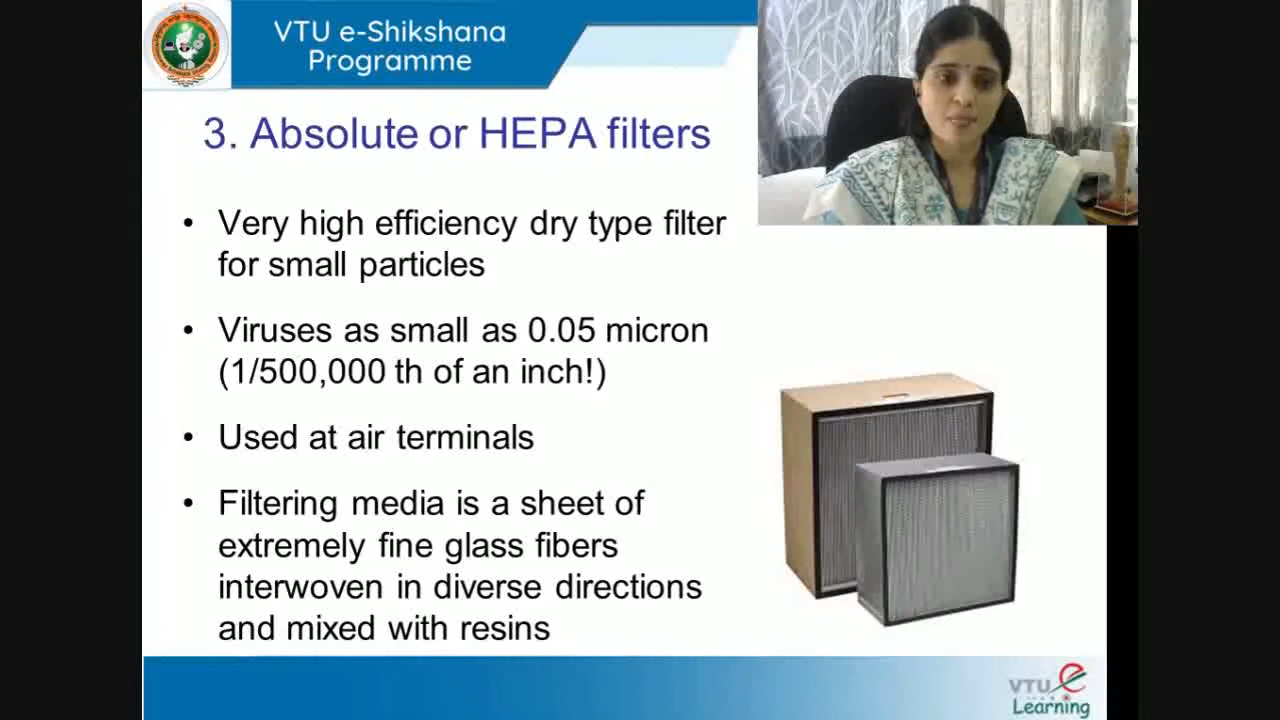 VTU e-Shikshana
Programme
3. Absolute or HEPA filters
• Very high efficiency dry type filter
for small particles
• Viruses as small as 0.05 micron
(1/500,000 th of an inch!)
• Used at air terminals
• Filtering media is a sheet of
extremely fine glass fibers
interwoven in diverse directions
and mixed with resins
VTU e
Learning